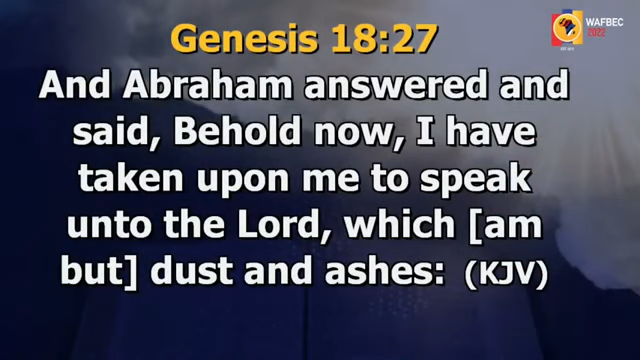 WAFBEC
2022
Genesis 18:27
And Abraham answered and
said, Behold now, I have
taken upon me to speak
unto the Lord, which [am
but] dust and ashes: (KJV)